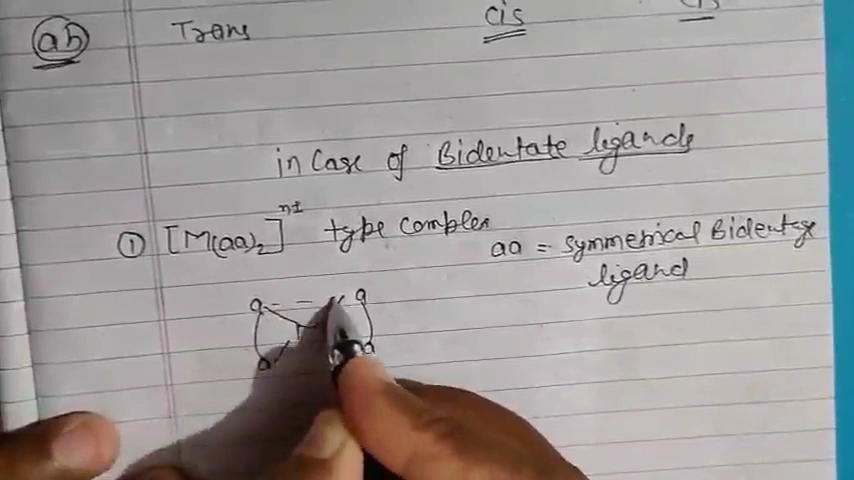 ab Trans cis
in Case of Bidentate ligands
① [M(aa)₂]ⁿ± type complex aa = symmetrical Bidentate
ligand
a a
a a